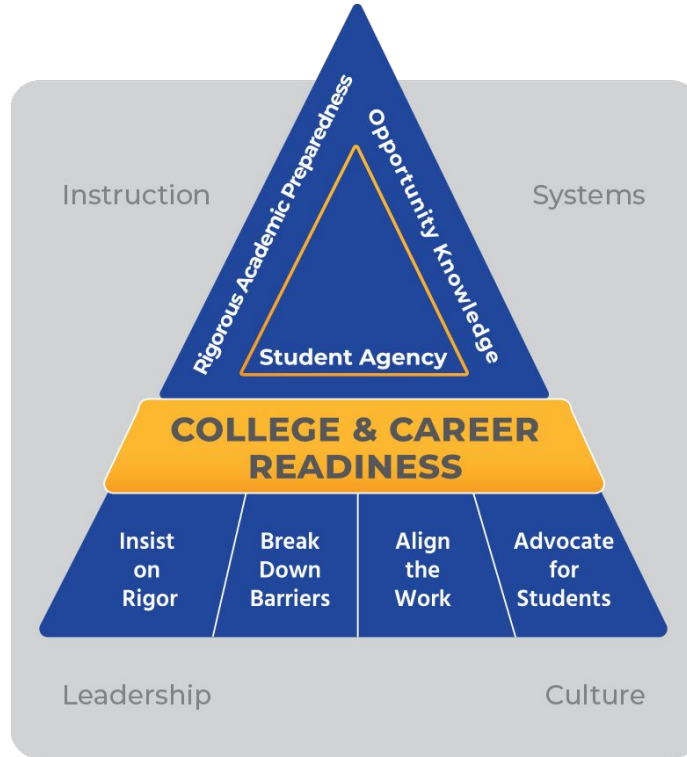 Rigorous Academic Preparedness
Opportunity Knowledge
Instruction
Systems
Student Agency
COLLEGE & CAREER
READINESS
Insist
on
Rigor
Break
Down
Barriers
Align
the
Work
Advocate
for
Students
Leadership
Culture